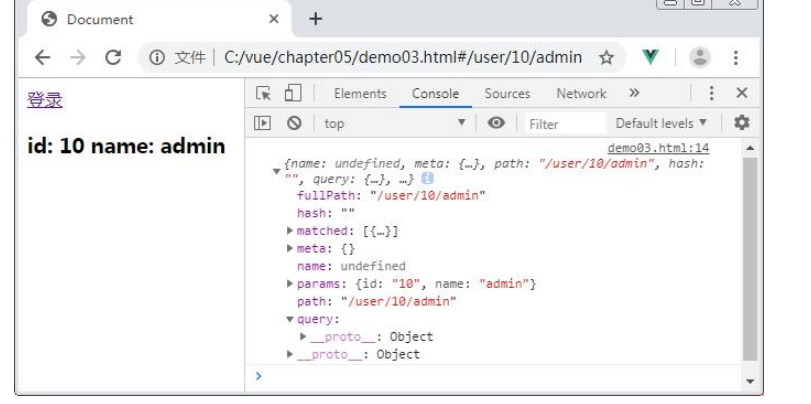 Document
文件 C:/vue/chapter05/demo03.html#/user/10/admin
登录
id: 10 name: admin
Elements Console Sources Network
top Filter Default levels
demo03.html:14
{name: undefined, meta: {…}, path: "/user/10/admin", hash:
"", query: {…}, …}
fullPath: "/user/10/admin"
hash: ""
matched: [{…}]
meta: {}
name: undefined
params: {id: "10", name: "admin"}
path: "/user/10/admin"
query:
__proto__: Object
__proto__: Object